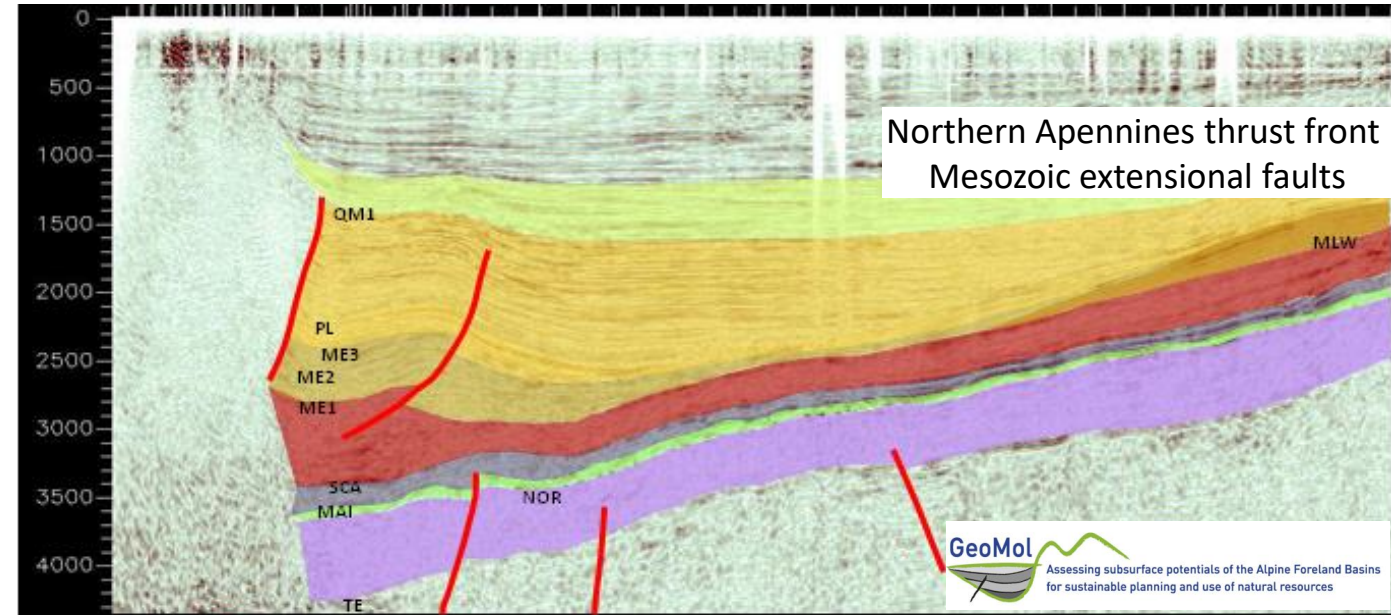 0
500
1000
1500
2000
2500
3000
3500
4000
Northern Apennines thrust front
Mesozoic extensional faults
QM1
MLW
PL
ME3
ME2
ME1
SCA
NOR
MAI
TE
GeoMol
Assessing subsurface potentials of the Alpine Foreland Basins
for sustainable planning and use of natural resources